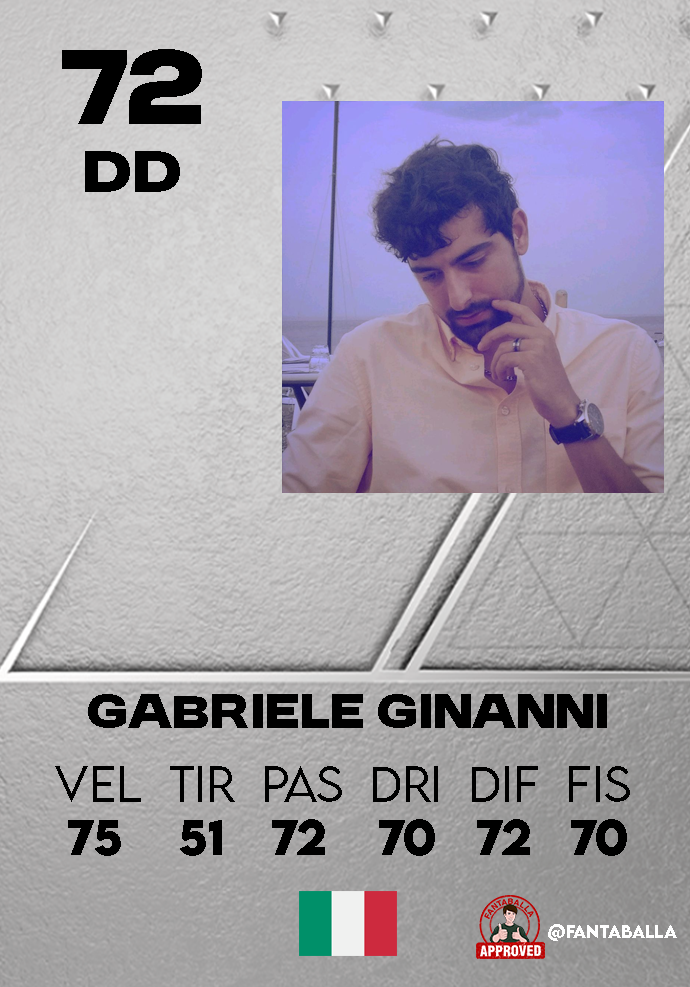 72
DD
GABRIELE GINANNI
VEL TIR PAS DRI DIF FIS
75 51 72 70 72 70
FANTABALLA
APPROVED
@FANTABALLA